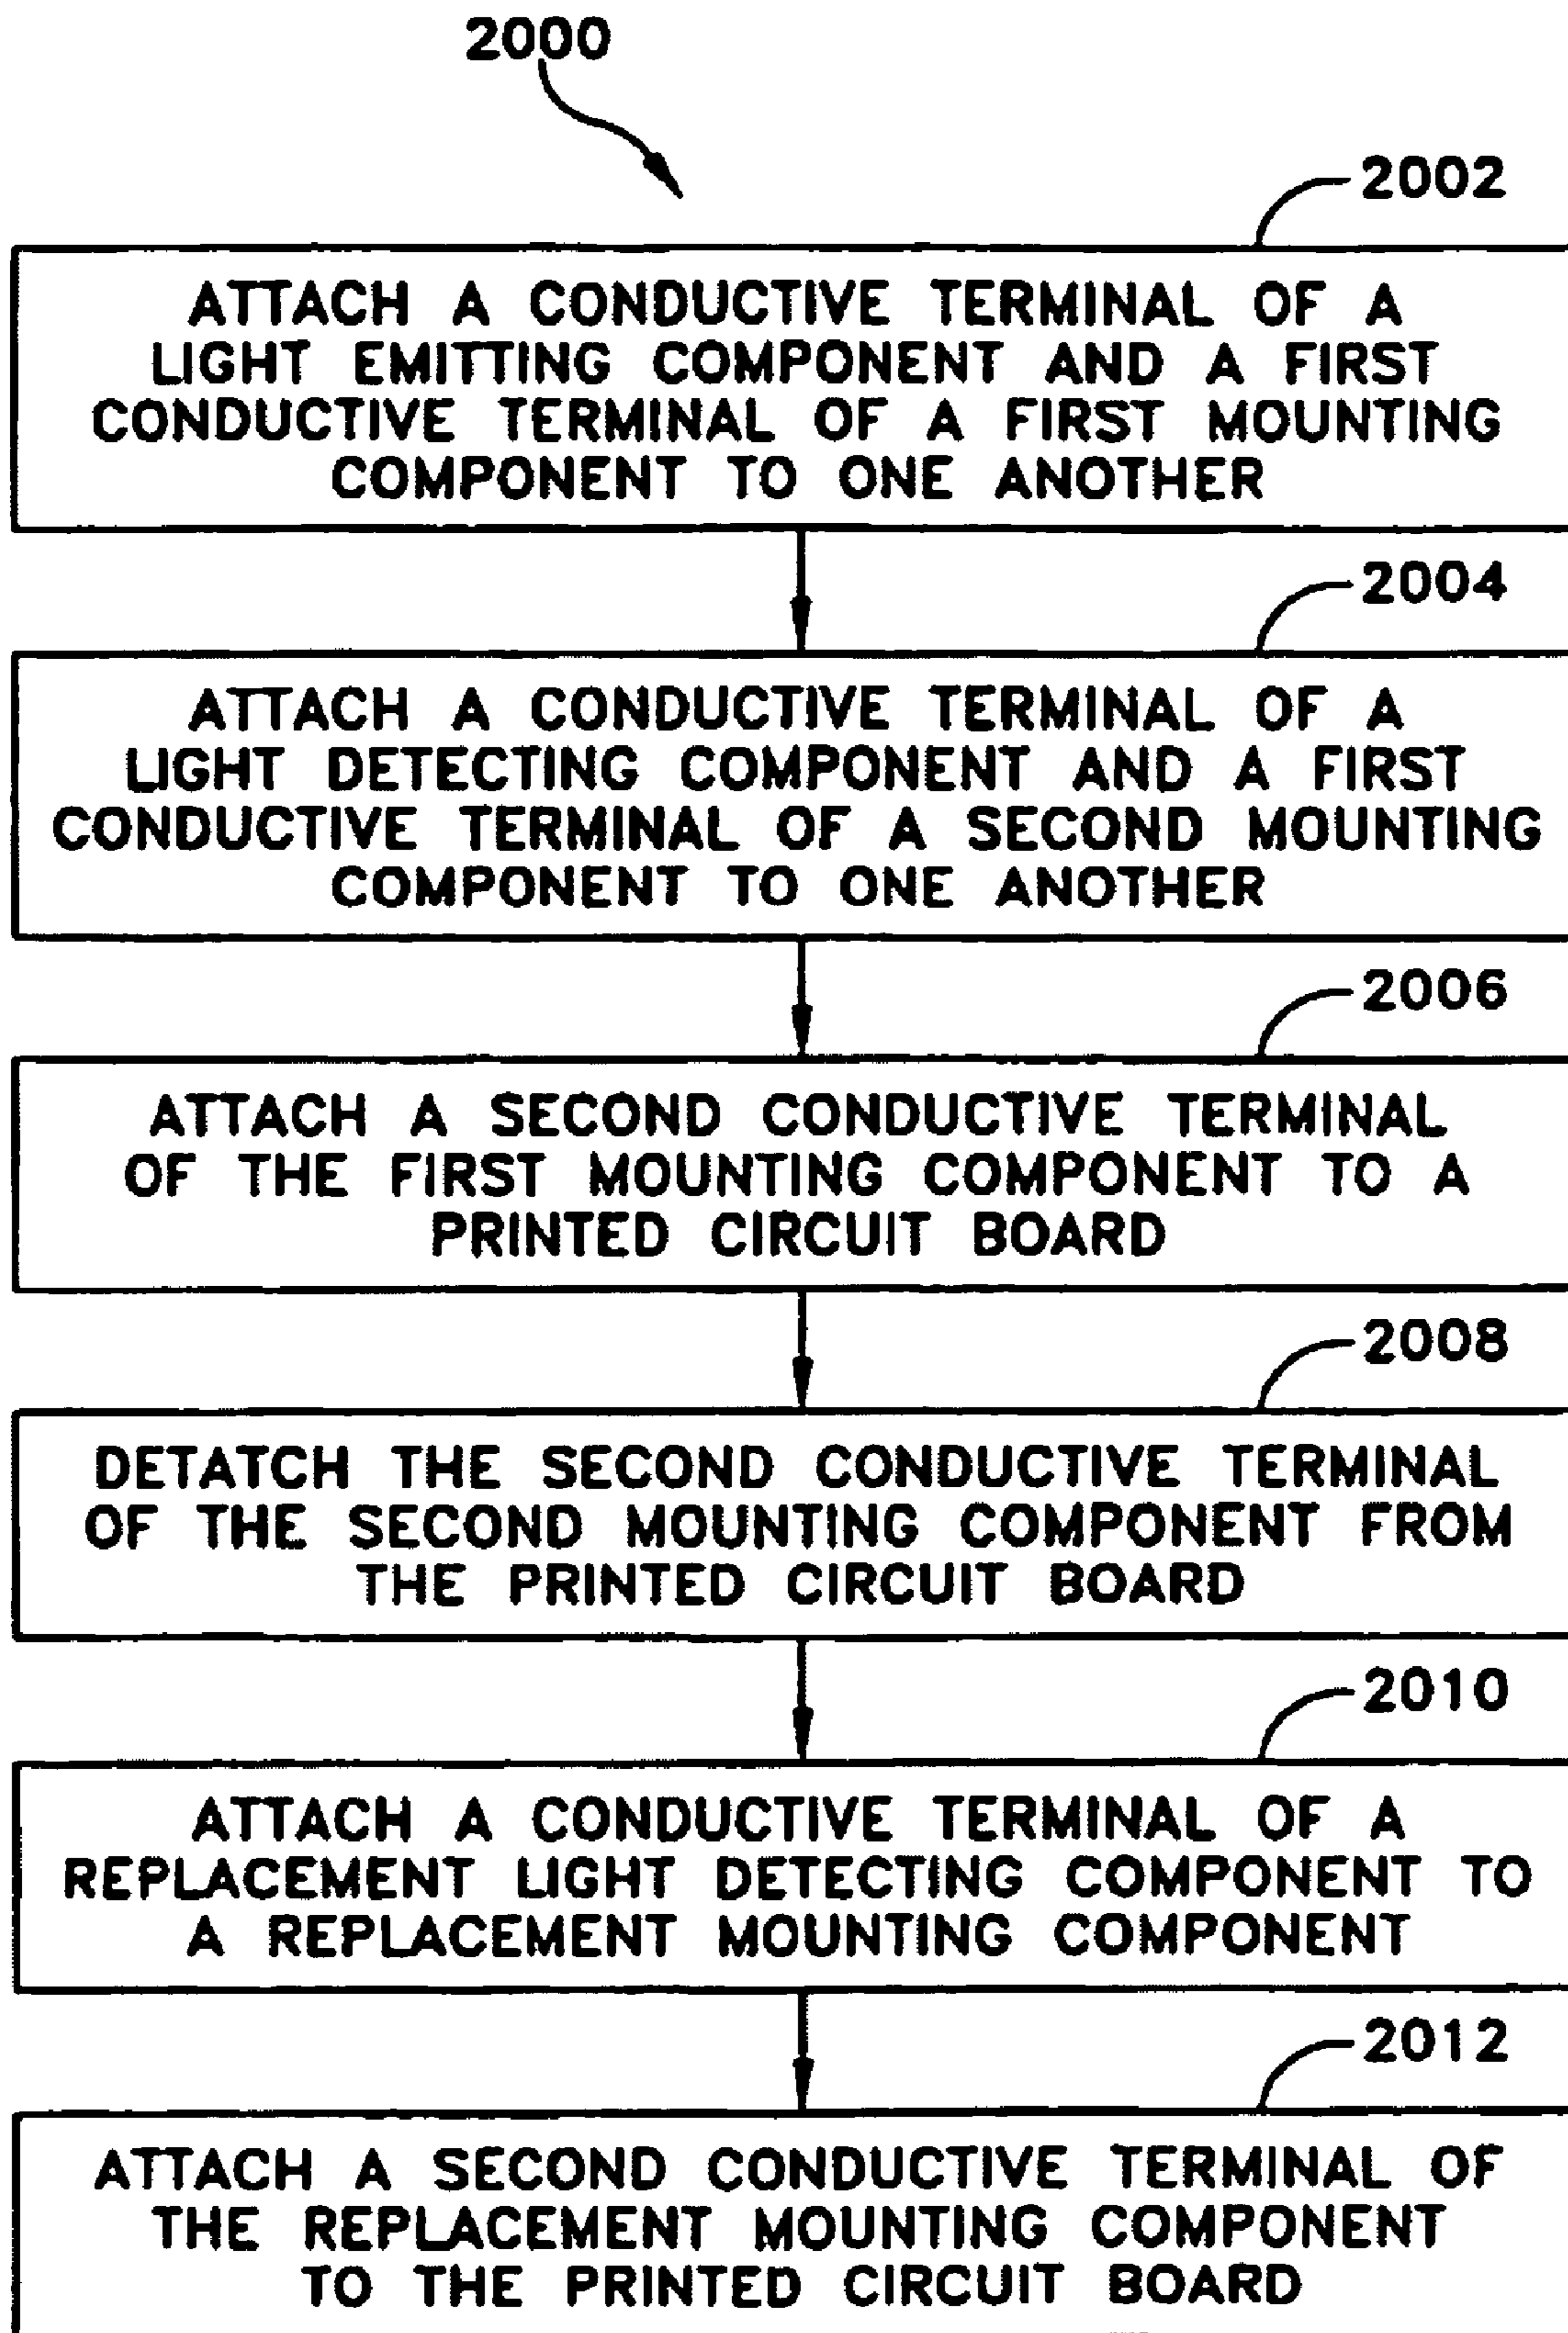 2000
2002
ATTACH A CONDUCTIVE TERMINAL OF A
LIGHT EMITTING COMPONENT AND A FIRST
CONDUCTIVE TERMINAL OF A FIRST MOUNTING
COMPONENT TO ONE ANOTHER
2004
ATTACH A CONDUCTIVE TERMINAL OF A
LIGHT DETECTING COMPONENT AND A FIRST
CONDUCTIVE TERMINAL OF A SECOND MOUNTING
COMPONENT TO ONE ANOTHER
2006
ATTACH A SECOND CONDUCTIVE TERMINAL
OF THE FIRST MOUNTING COMPONENT TO A
PRINTED CIRCUIT BOARD
2008
DETATCH THE SECOND CONDUCTIVE TERMINAL
OF THE SECOND MOUNTING COMPONENT FROM
THE PRINTED CIRCUIT BOARD
2010
ATTACH A CONDUCTIVE TERMINAL OF A
REPLACEMENT LIGHT DETECTING COMPONENT TO
A REPLACEMENT MOUNTING COMPONENT
2012
ATTACH A SECOND CONDUCTIVE TERMINAL OF
THE REPLACEMENT MOUNTING COMPONENT
TO THE PRINTED CIRCUIT BOARD